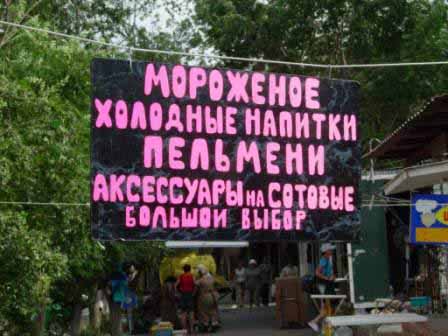 МОРОЖЕНОЕ
ХОЛОДНЫЕ НАПИТКИ
ПЕЛЬМЕНИ
АКСЕССУАРЫ НА СОТОВЫЕ
БОЛЬШОЙ ВЫБОР